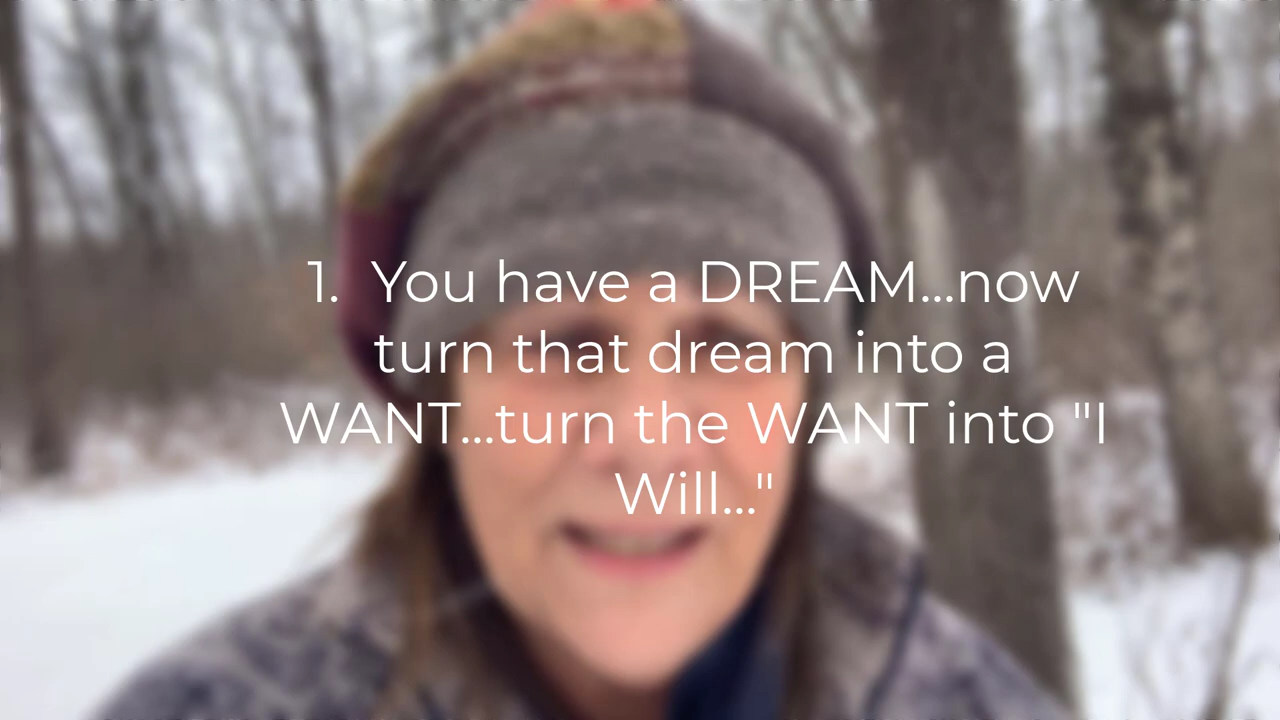 1.  You have a DREAM...now
turn that dream into a
WANT...turn the WANT into "I
Will..."